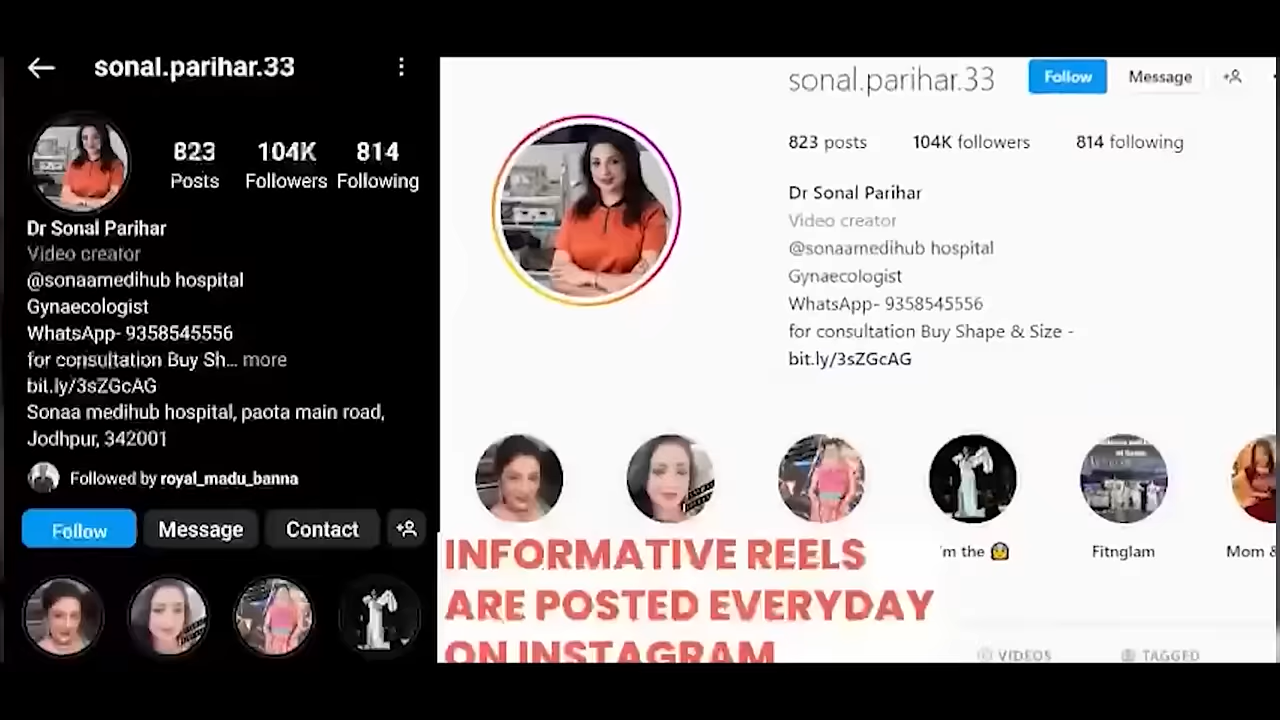 sonal.parihar.33
823
104K
814
Posts
Followers
Following
Dr Sonal Parihar
Video creator
@sonaamedihub hospital
Gynaecologist
WhatsApp- 9358545556
for consultation Buy Sh... more
bit.ly/3sZGcAG
Sonaa medihub hospital, paota main road,
Jodhpur, 342001
Followed by royal_madu_banna
Follow
Message
Contact
sonal.parihar.33
Follow
Message
823 posts
104K followers
814 following
Dr Sonal Parihar
Video creator
@sonaamedihub hospital
Gynaecologist
WhatsApp- 9358545556
for consultation Buy Shape & Size -
bit.ly/3sZGcAG
'm the 😰
Fitnglam
Mom &
INFORMATIVE REELS
ARE POSTED EVERYDAY
ON INSTAGRAM
VIDEOS
TAGGED